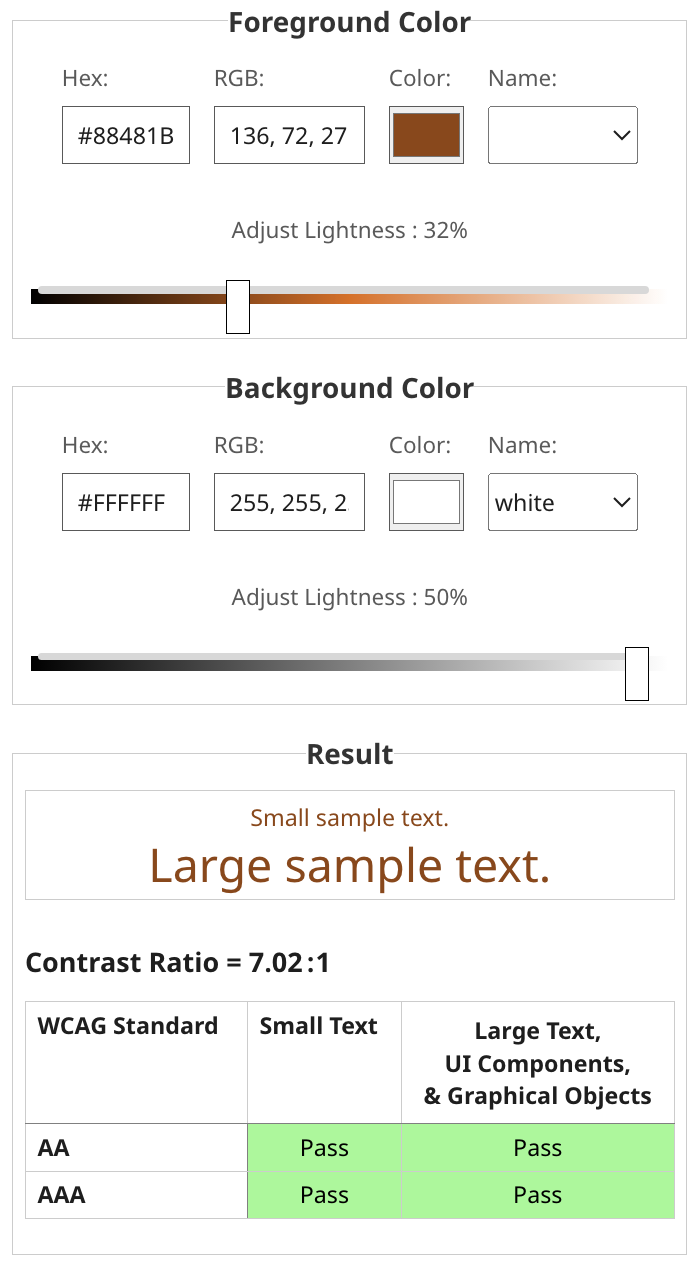 Foreground Color
Hex: RGB: Color: Name:
#88481B 136, 72, 27
Adjust Lightness : 32%
Background Color
Hex: RGB: Color: Name:
#FFFFFF 255, 255, 2 white
Adjust Lightness : 50%
Result
Small sample text.
Large sample text.
Contrast Ratio = 7.02:1
WCAG Standard Small Text Large Text,
UI Components,
& Graphical Objects
AA Pass Pass
AAA Pass Pass